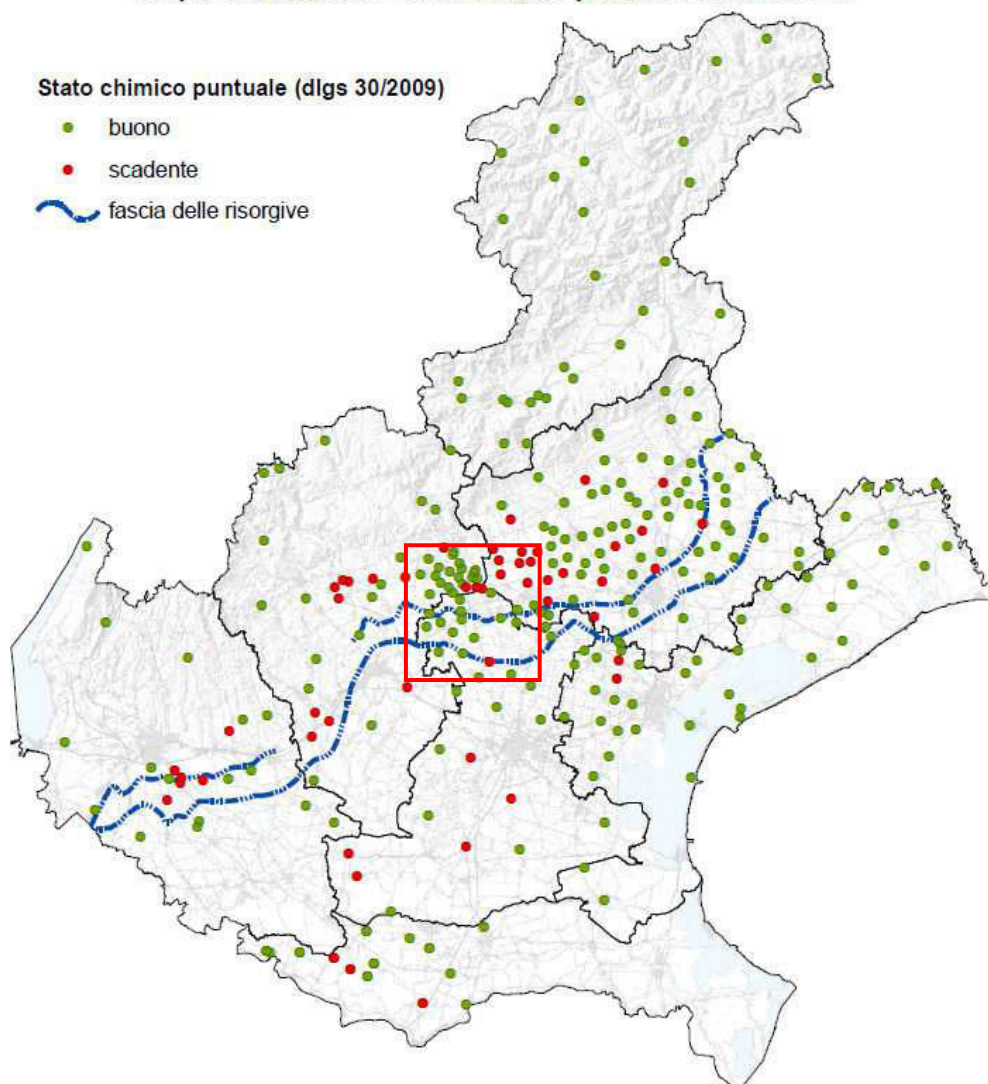 Stato chimico puntuale (dlgs 30/2009)
buono
scadente
fascia delle risorgive